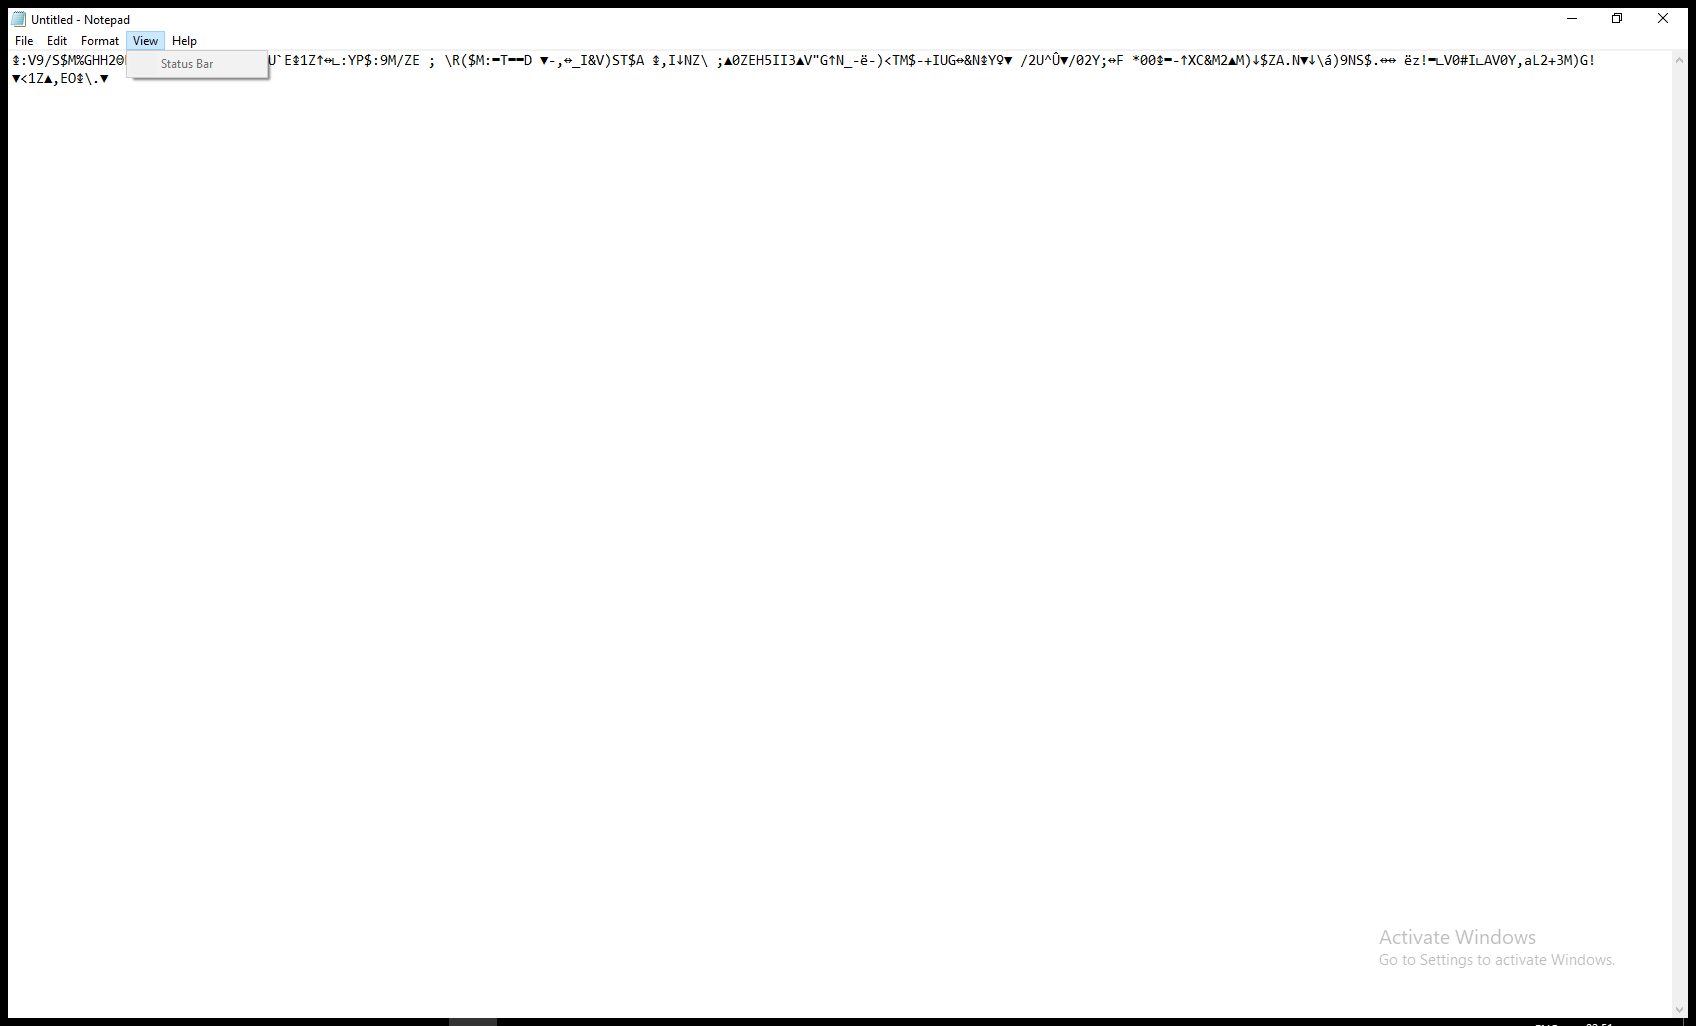 Untitled - Notepad
File Edit Format View Help
Status Bar
↨:V9/S$M%GHH20 U`E↨1Z↑↔∟:YP$:9M/ZE ; \R($M:▬T▬▬D ▼-,↔_I&V)ST$A ↨,I↓NZ\ ;▲0ZEH5II3▲V"G↑N_-ë-)<TM$-+IUG↔&N↨Y♀▼ /2U^Û▼/02Y;↔F *00↨▬-↑XC&M2▲M)↓$ZA.N▼↓\á)9NS$.↔↔ ëz!▬∟V0#I∟AV0Y,aL2+3M)G!
▼<1Z▲,EO↨\.▼
Activate Windows
Go to Settings to activate Windows.